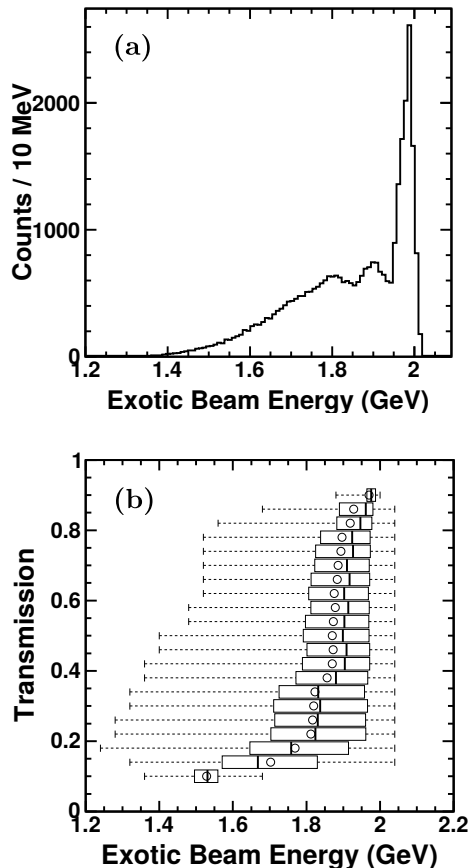 (a)
Counts / 10 MeV
2000
1000
0
1.2 1.4 1.6 1.8 2
Exotic Beam Energy (GeV)
(b)
Transmission
1
0.8
0.6
0.4
0.2
0
1.2 1.4 1.6 1.8 2 2.2
Exotic Beam Energy (GeV)